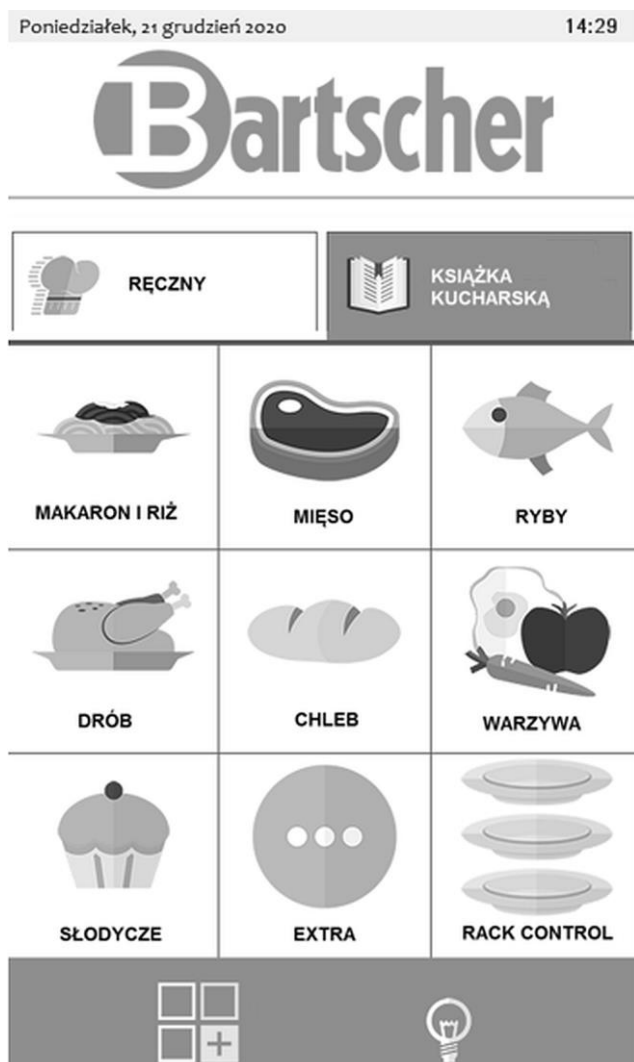 Poniedziałek, 21 grudzień 2020 14:29
Bartscher
RĘCZNY
KSIĄŻKA
KUCHARSKĄ
MAKARON I RIŻ MIĘSO RYBY
DRÓB CHLEB WARZYWA
SŁODYCZE EXTRA RACK CONTROL